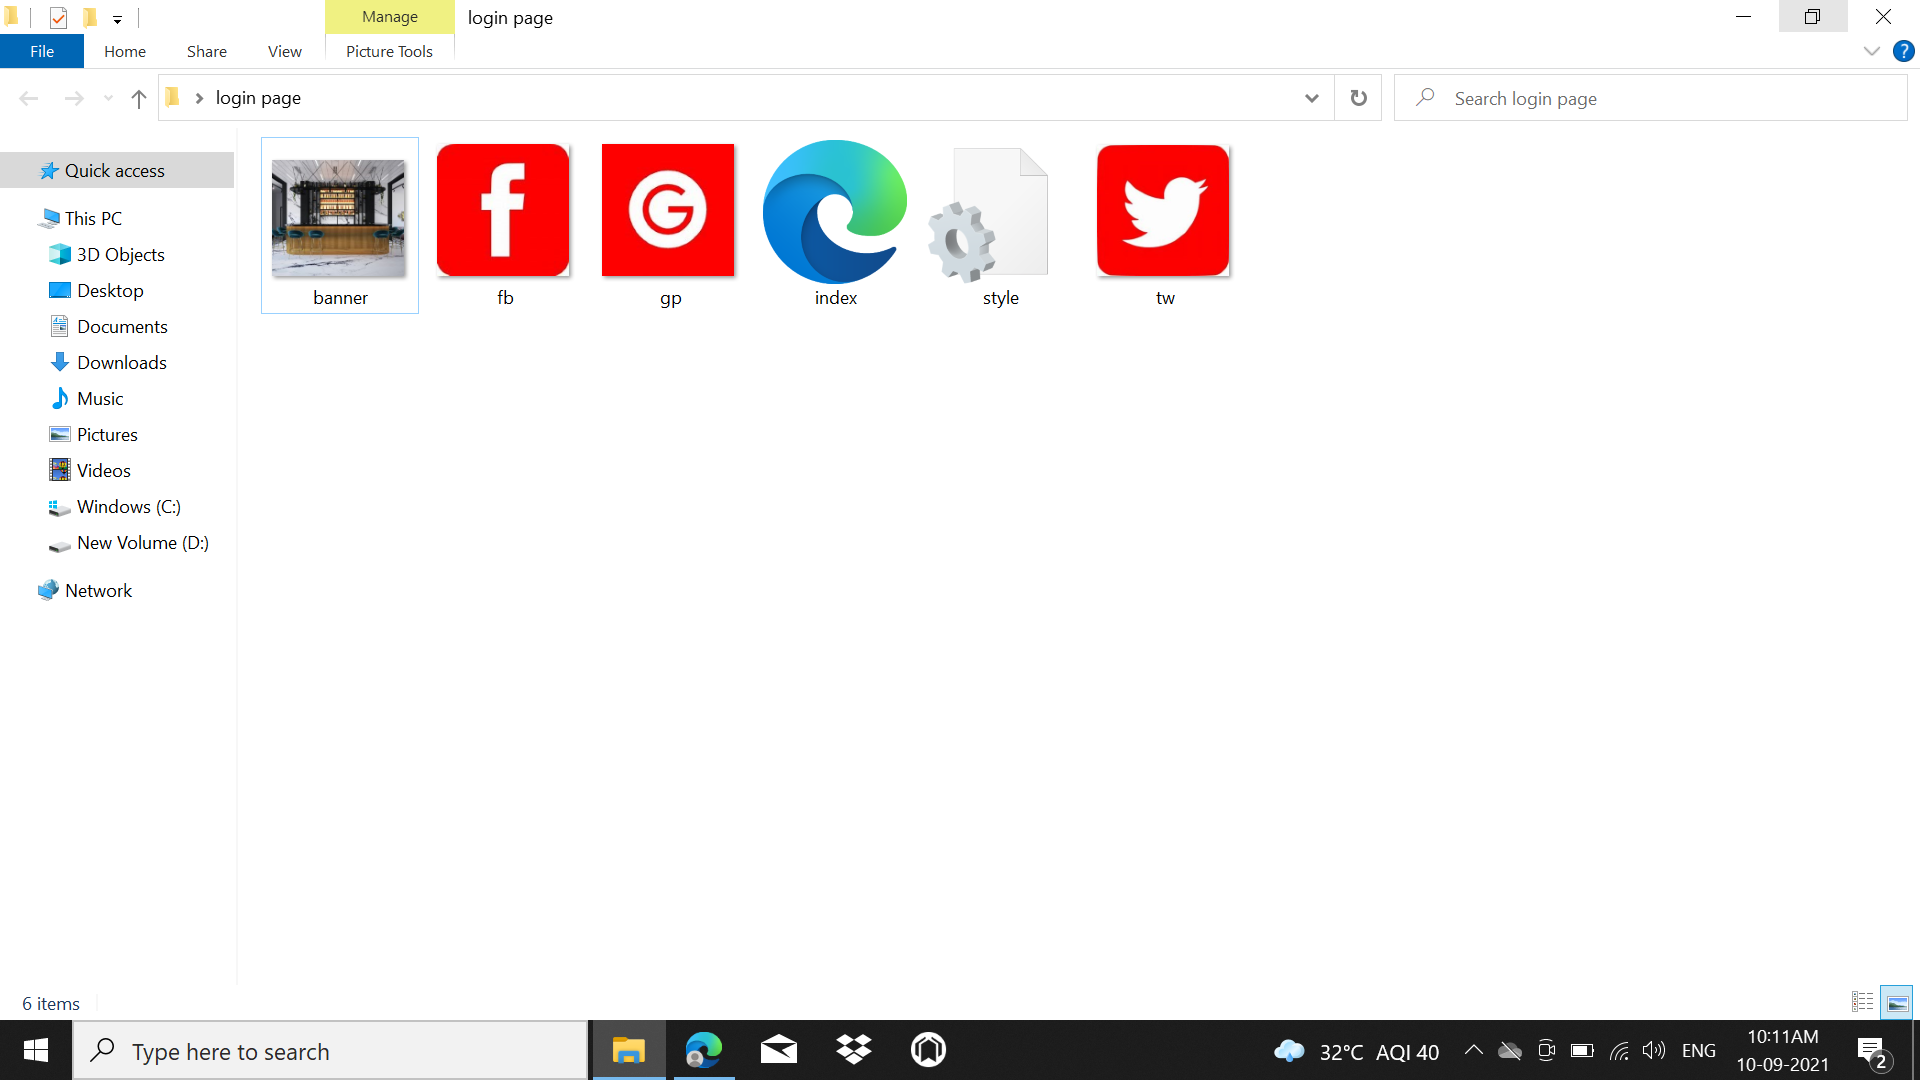 Manage
login page
File
Home
Share
View
Picture Tools
?
login page
Search login page
Quick access
This PC
3D Objects
Desktop
Documents
Downloads
Music
Pictures
Videos
Windows (C:)
New Volume (D:)
Network
f
G
banner
fb
gp
index
style
tw
6 items
Type here to search
32°C AQI 40
ENG
10:11AM
10-09-2021
2